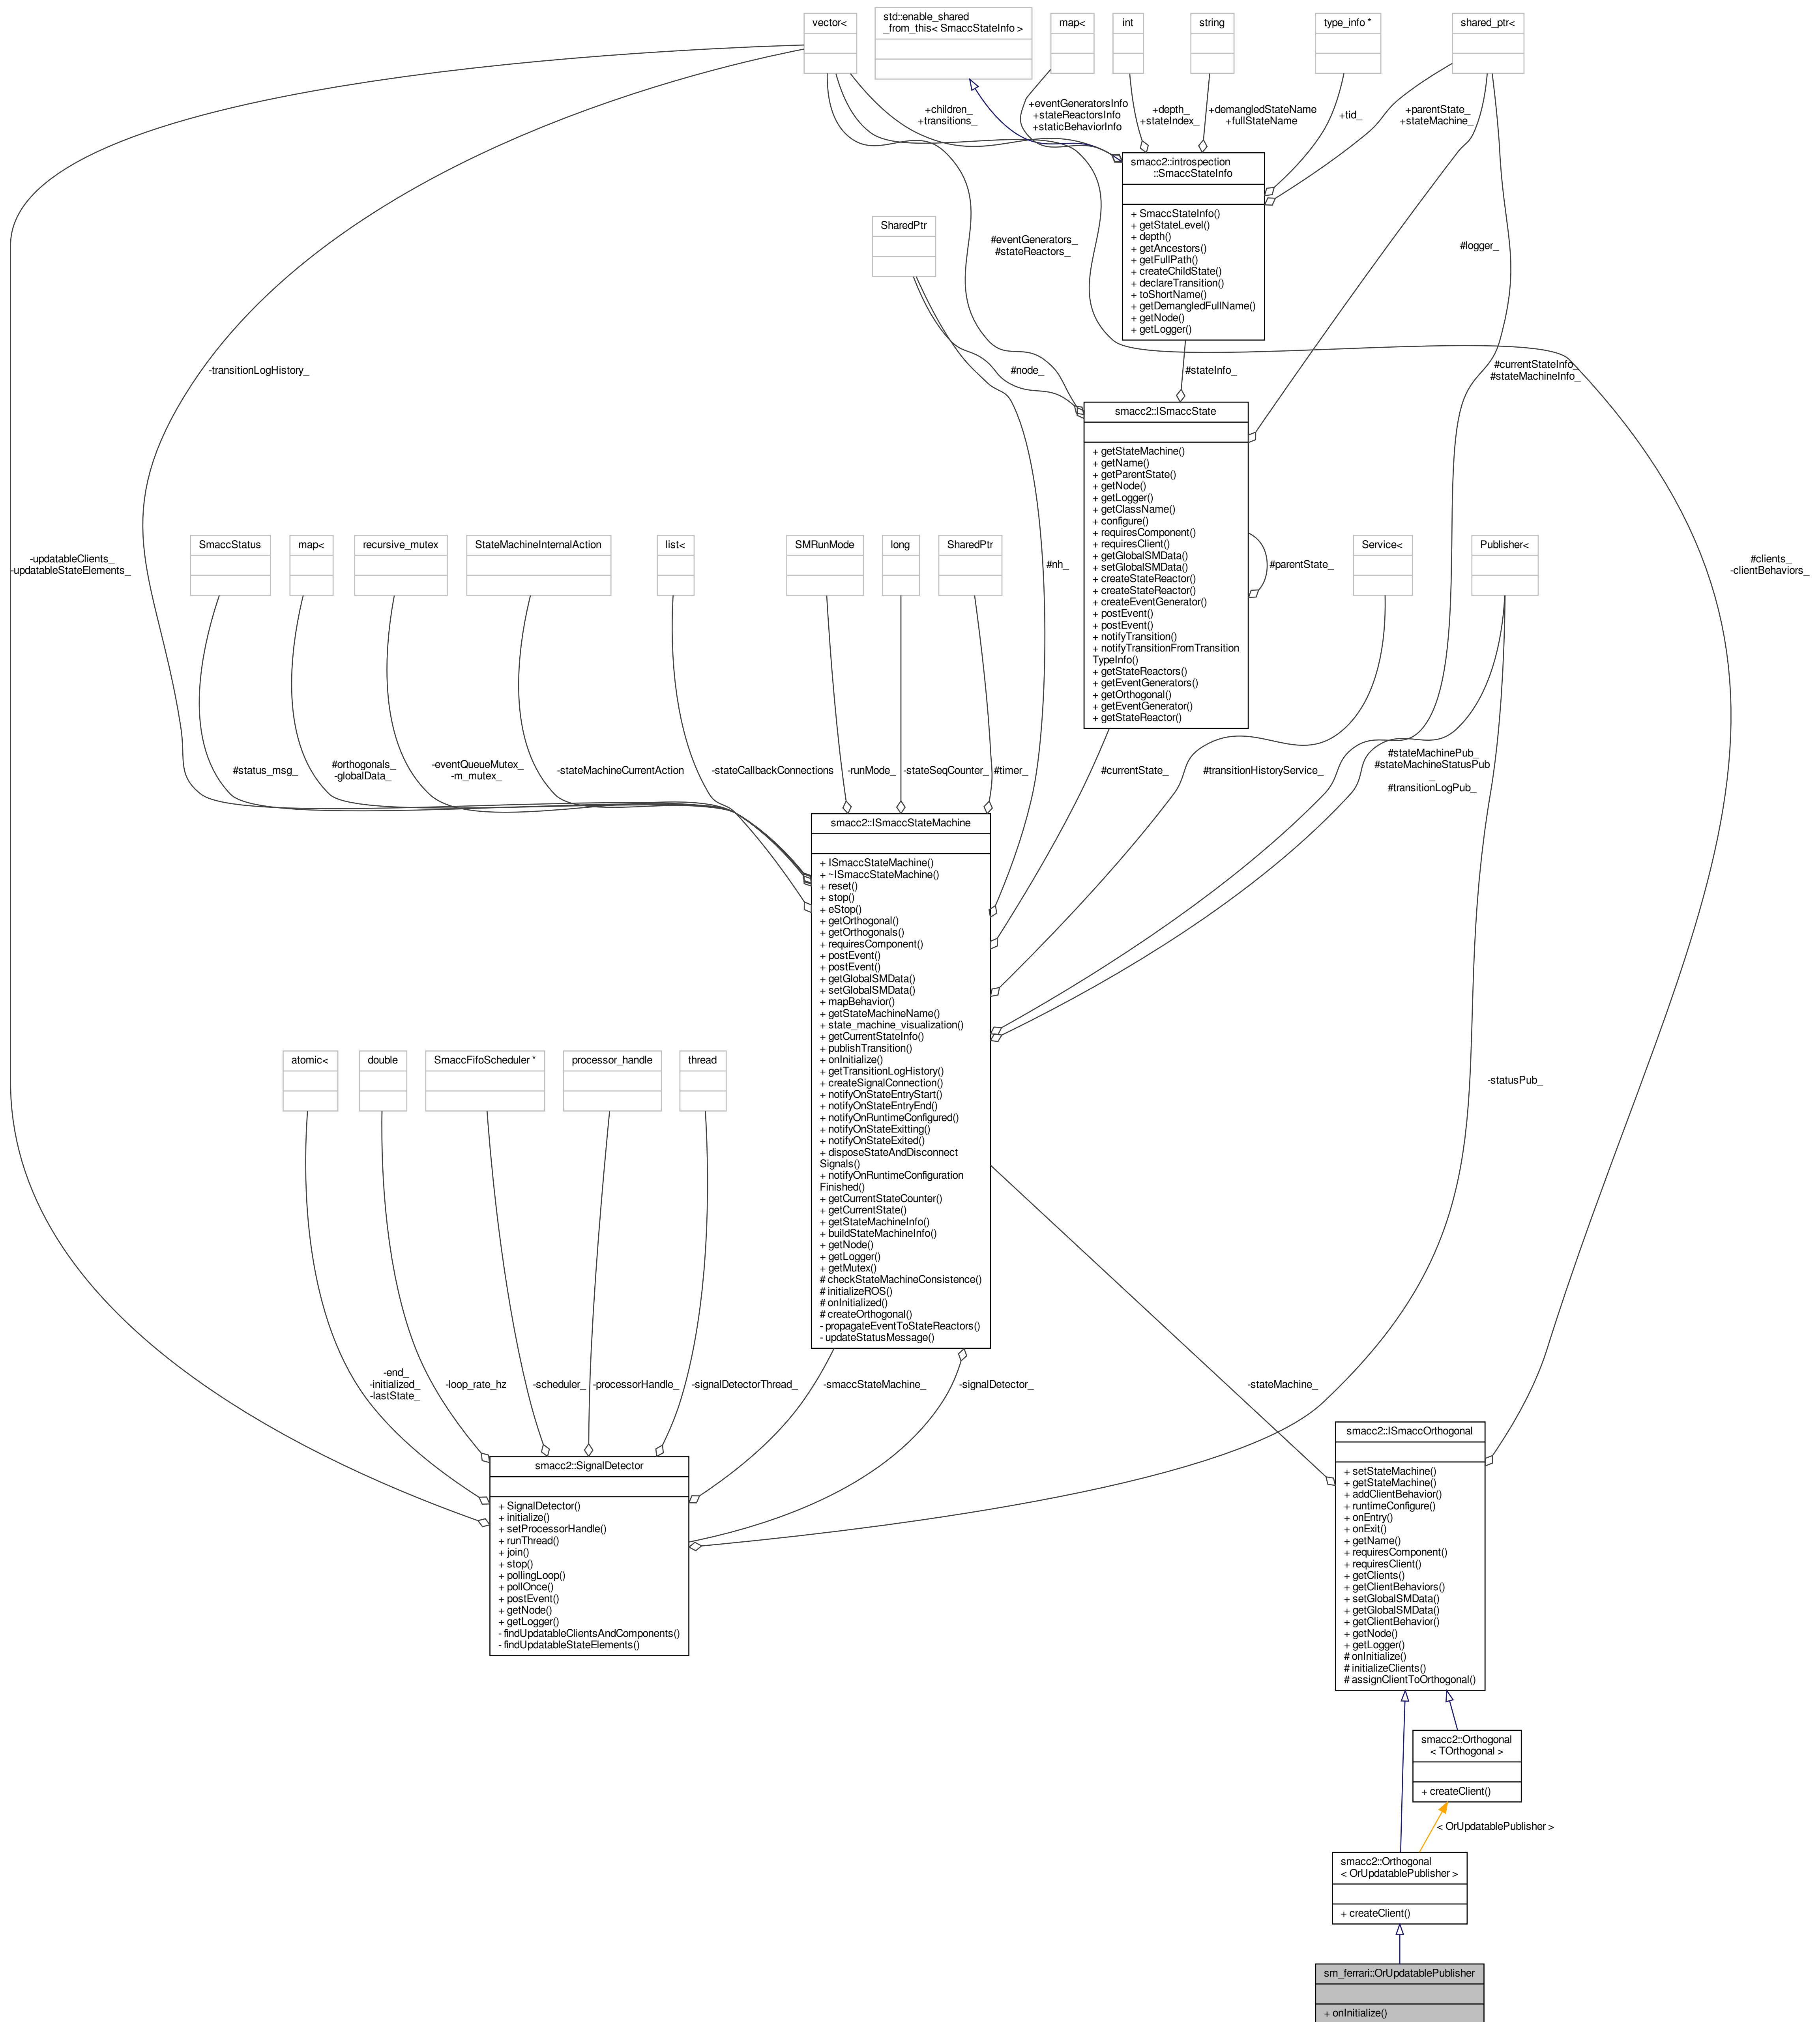 vector<
std::enable_shared
_from_this< SmaccStateInfo >
map<
int
string
type_info *
shared_ptr<
+children_
+transitions_
+eventGeneratorsInfo
+stateReactorsInfo
+staticBehaviorInfo
+depth_
+stateIndex_
+demangledStateName
+fullStateName
+tid_
+parentState_
+stateMachine_
smacc2::introspection
::SmaccStateInfo
+ SmaccStateInfo()
+ getStateLevel()
+ depth()
+ getAncestors()
+ getFullPath()
+ createChildState()
+ declareTransition()
+ toShortName()
+ getDemangledFullName()
+ getNode()
+ getLogger()
SharedPtr
#eventGenerators_
#stateReactors_
#logger_
-transitionLogHistory_
#node_
#stateInfo_
#currentStateInfo_
#stateMachineInfo_
smacc2::ISmaccState
+ getStateMachine()
+ getName()
+ getParentState()
+ getNode()
+ getLogger()
+ getClassName()
+ configure()
+ requiresComponent()
+ requiresClient()
+ getGlobalSMData()
+ setGlobalSMData()
+ createStateReactor()
+ createStateReactor()
+ createEventGenerator()
+ postEvent()
+ postEvent()
+ notifyTransition()
+ notifyTransitionFromTransition
TypeInfo()
+ getStateReactors()
+ getEventGenerators()
+ getOrthogonal()
+ getEventGenerator()
+ getStateReactor()
-updatableClients_
-updatableStateElements_
SmaccStatus
map<
recursive_mutex
StateMachineInternalAction
list<
SMRunMode
long
SharedPtr
#nh_
#parentState_
Service<
Publisher<
#clients_
-clientBehaviors_
#status_msg_
#orthogonals_
-globalData_
-eventQueueMutex_
-m_mutex_
-stateMachineCurrentAction
-stateCallbackConnections
-runMode_
-stateSeqCounter_
#timer_
#currentState_
#transitionHistoryService_
#stateMachinePub_
#stateMachineStatusPub
_
#transitionLogPub_
smacc2::ISmaccStateMachine
+ ISmaccStateMachine()
+ ~ISmaccStateMachine()
+ reset()
+ stop()
+ eStop()
+ getOrthogonal()
+ getOrthogonals()
+ requiresComponent()
+ postEvent()
+ postEvent()
+ getGlobalSMData()
+ setGlobalSMData()
+ mapBehavior()
+ getStateMachineName()
+ state_machine_visualization()
+ getCurrentStateInfo()
+ publishTransition()
+ onInitialize()
+ getTransitionLogHistory()
+ createSignalConnection()
+ notifyOnStateEntryStart()
+ notifyOnStateEntryEnd()
+ notifyOnRuntimeConfigured()
+ notifyOnStateExitting()
+ notifyOnStateExited()
+ disposeStateAndDisconnect
Signals()
+ notifyOnRuntimeConfiguration
Finished()
+ getCurrentStateCounter()
+ getCurrentState()
+ getStateMachineInfo()
+ buildStateMachineInfo()
+ getNode()
+ getLogger()
+ getMutex()
# checkStateMachineConsistence()
# initializeROS()
# onInitialized()
# createOrthogonal()
- propagateEventToStateReactors()
- updateStatusMessage()
atomic<
double
SmaccFifoScheduler *
processor_handle
thread
-statusPub_
-end_
-initialized_
-lastState_
-loop_rate_hz
-scheduler_
-processorHandle_
-signalDetectorThread_
-smaccStateMachine_
-signalDetector_
-stateMachine_
smacc2::SignalDetector
+ SignalDetector()
+ initialize()
+ setProcessorHandle()
+ runThread()
+ join()
+ stop()
+ pollingLoop()
+ pollOnce()
+ postEvent()
+ getNode()
+ getLogger()
- findUpdatableClientsAndComponents()
- findUpdatableStateElements()
smacc2::ISmaccOrthogonal
+ setStateMachine()
+ getStateMachine()
+ addClientBehavior()
+ runtimeConfigure()
+ onEntry()
+ onExit()
+ getName()
+ requiresComponent()
+ requiresClient()
+ getClients()
+ getClientBehaviors()
+ setGlobalSMData()
+ getGlobalSMData()
+ getClientBehavior()
+ getNode()
+ getLogger()
# onInitialize()
# initializeClients()
# assignClientToOrthogonal()
smacc2::Orthogonal
< TOrthogonal >
+ createClient()
< OrUpdatablePublisher >
smacc2::Orthogonal
< OrUpdatablePublisher >
+ createClient()
sm_ferrari::OrUpdatablePublisher
+ onInitialize()